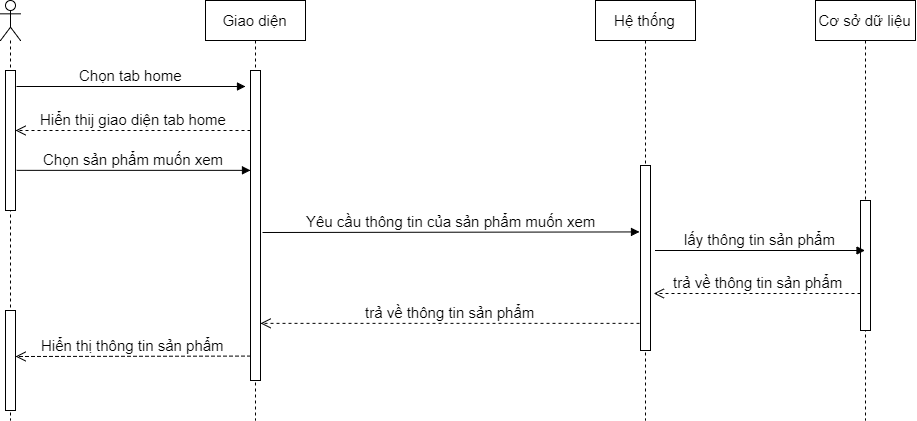 Giao diện
Hệ thống
Cơ sở dữ liệu
Chọn tab home
Hiển thij giao diện tab home
Chọn sản phẩm muốn xem
Yêu cầu thông tin của sản phẩm muốn xem
lấy thông tin sản phẩm
trả về thông tin sản phẩm
trả về thông tin sản phẩm
Hiển thị thông tin sản phẩm